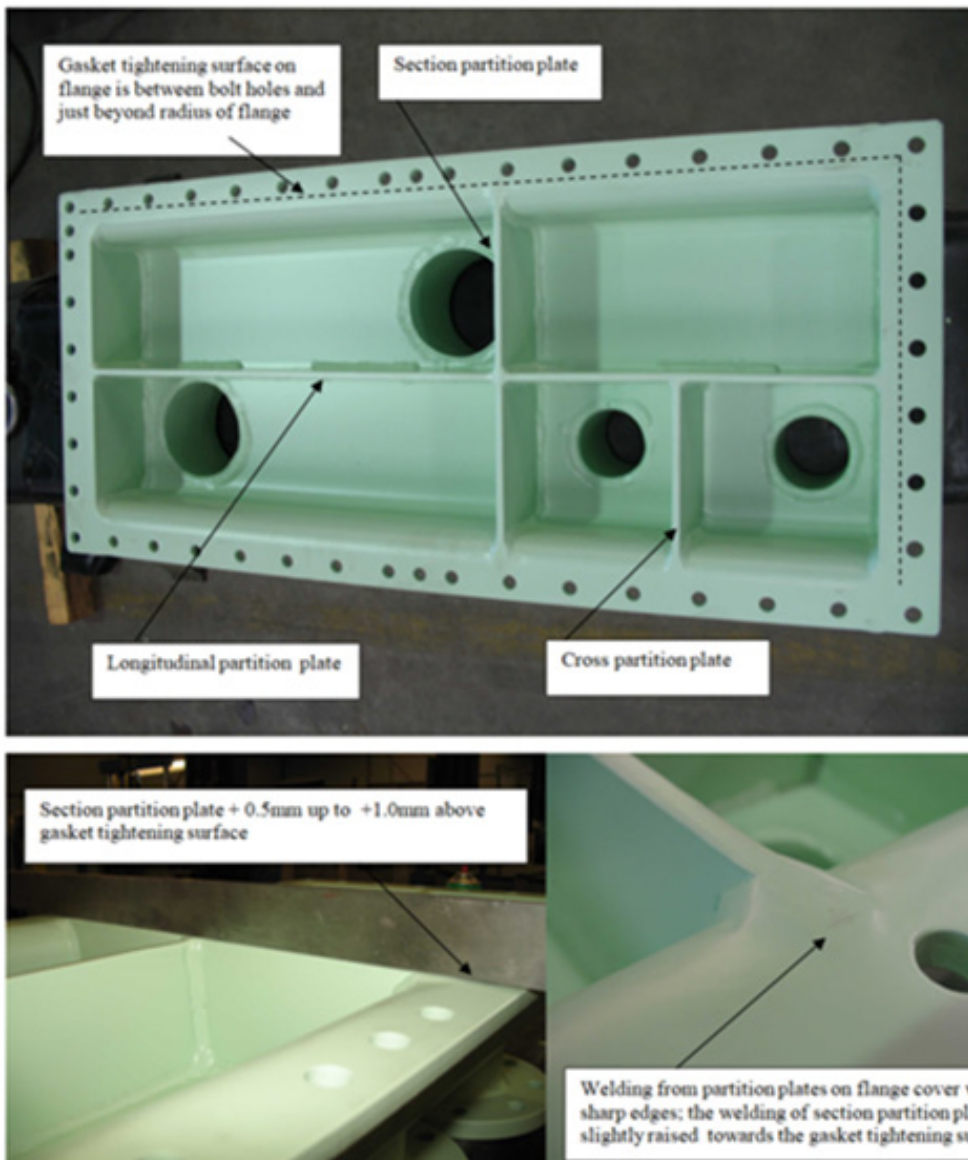 Gasket tightening surface on
flange is between bolt holes and
just beyond radius of flange
Section partition plate
Longitudinal partition plate
Cross partition plate
Section partition plate + 0.5mm up to +1.0mm above
gasket tightening surface
Welding from partition plates on flange cover
sharp edges; the welding of section partition
slightly raised towards the gasket tightening